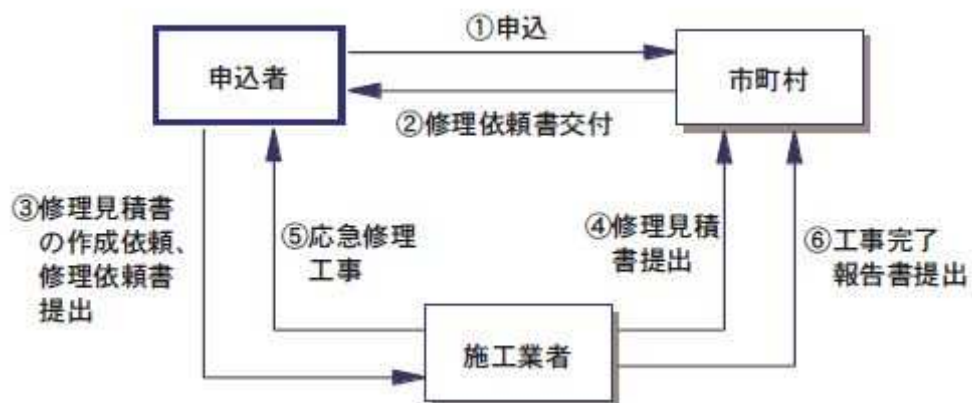 ①申込
申込者
市町村
②修理依頼書交付
③修理見積書
の作成依頼、
修理依頼書
提出
⑤応急修理
工事
④修理見積
書提出
⑥工事完了
報告書提出
施工業者